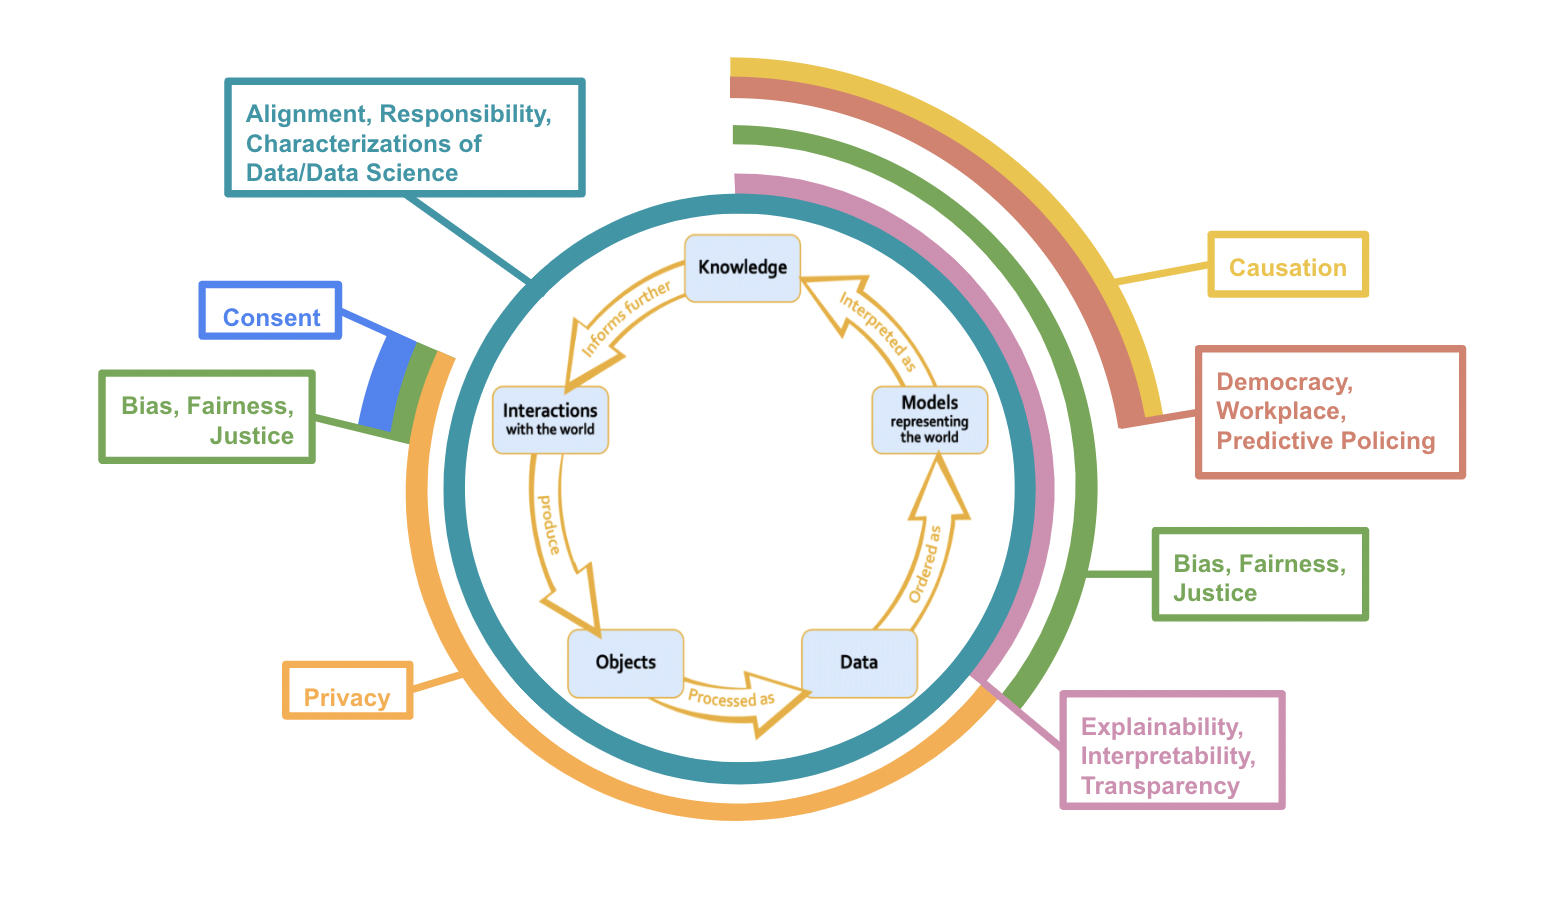 Alignment, Responsibility,
Characterizations of
Data/Data Science
Consent
Bias, Fairness,
Justice
Privacy
Knowledge
Informs further
Interactions
with the world
produce
Objects
Processed as
Data
Ordered as
Models
representing
the world
Interpreted as
Causation
Democracy,
Workplace,
Predictive Policing
Bias, Fairness,
Justice
Explainability,
Interpretability,
Transparency